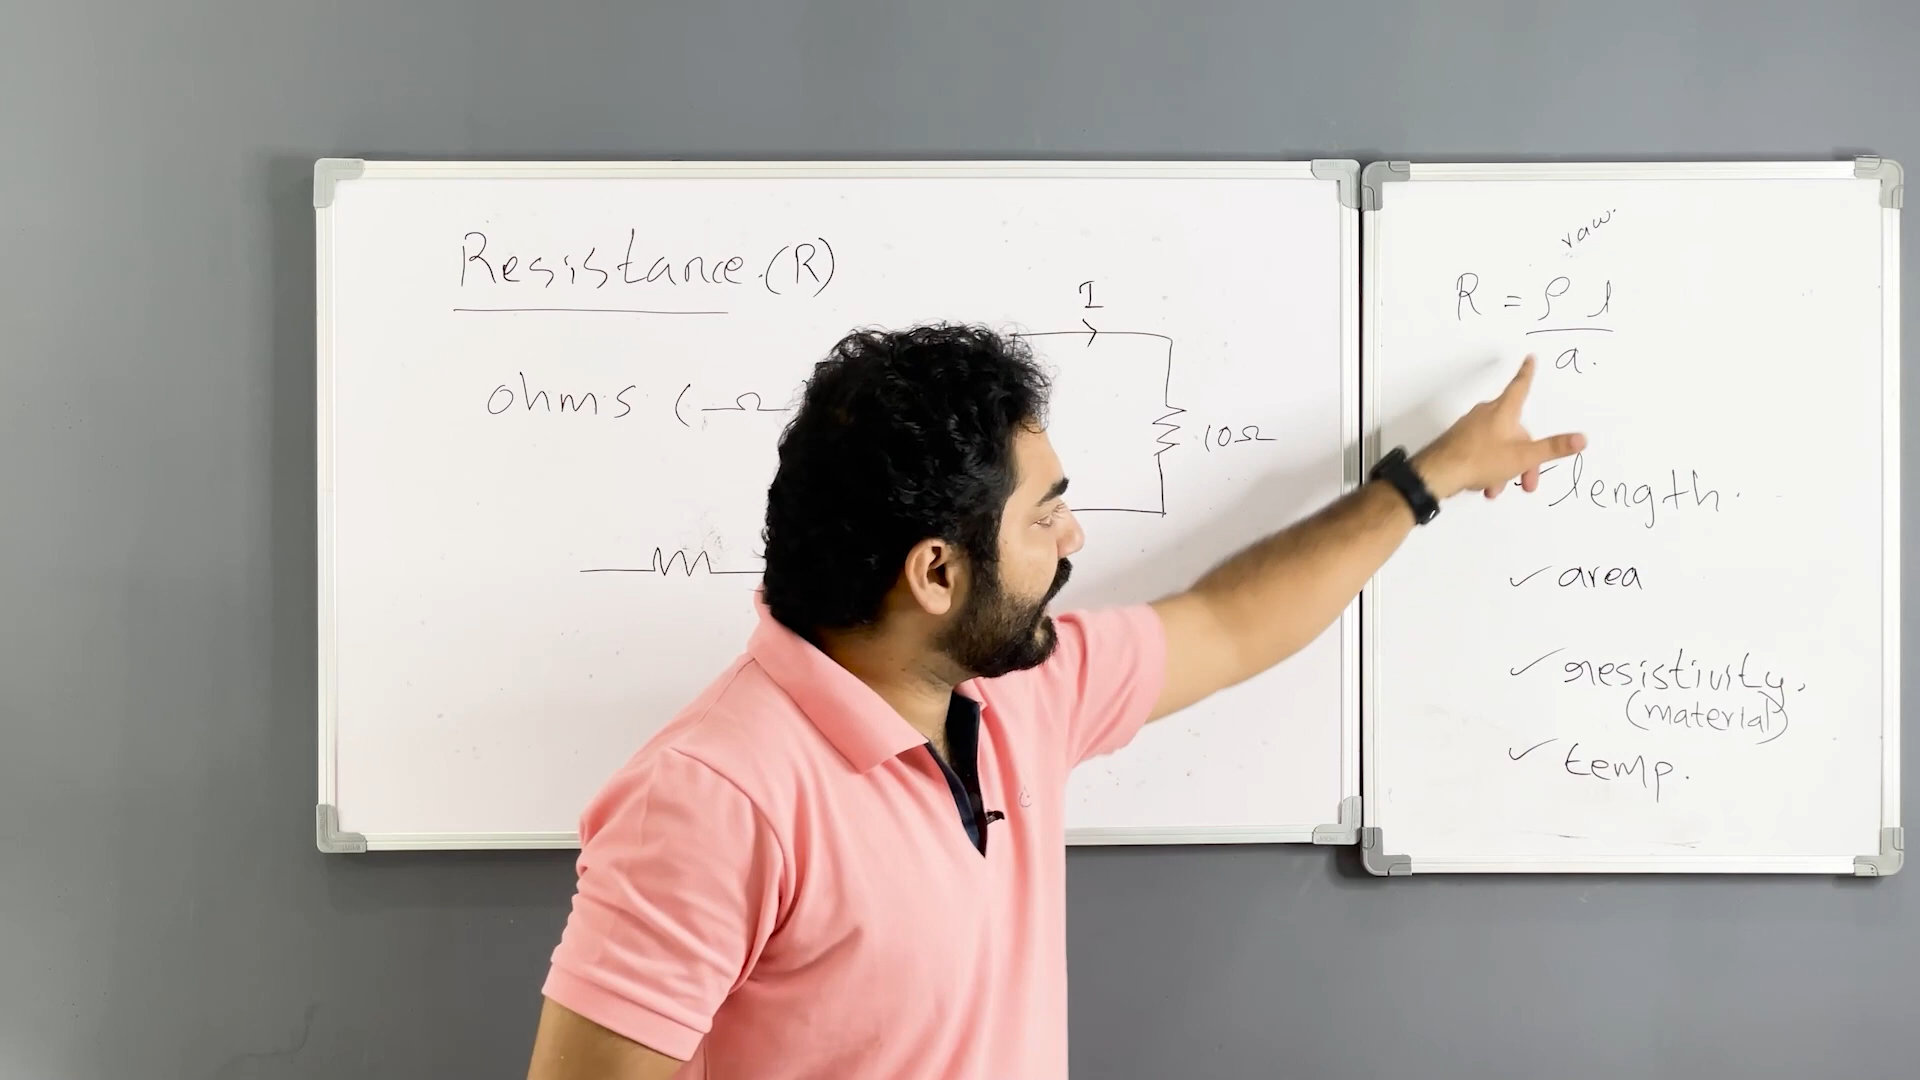 Resistance (R)
ohms (Ω
I
10Ω
raw.
R = ρ l
a.
✓ length.
✓ area
✓ resistivity.
(material)
✓ temp.